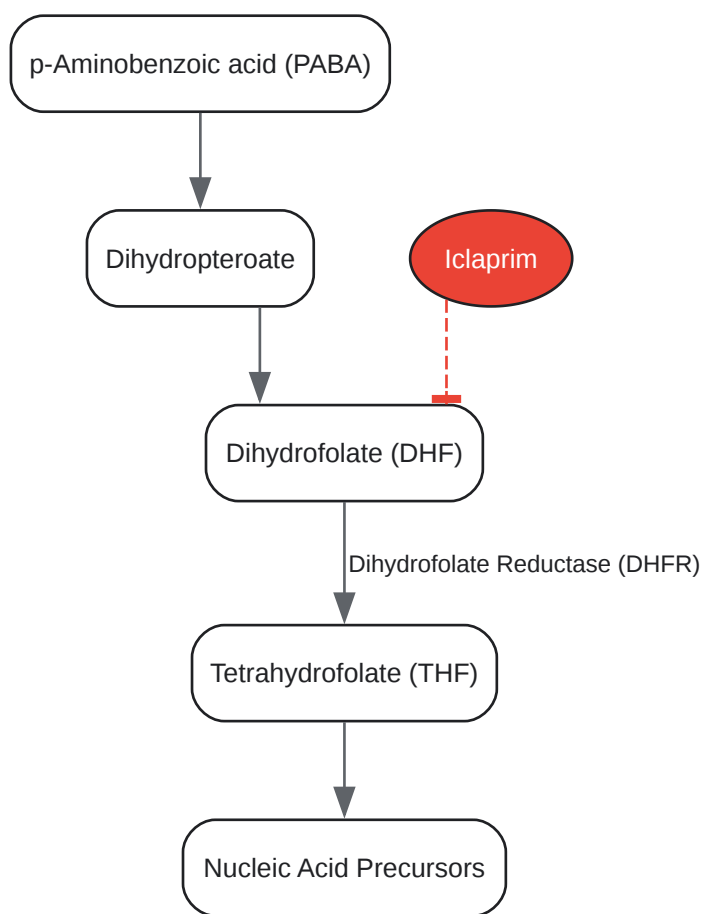 p-Aminobenzoic acid (PABA)
Dihydropteroate
Iclaprim
Dihydrofolate (DHF)
Dihydrofolate Reductase (DHFR)
Tetrahydrofolate (THF)
Nucleic Acid Precursors